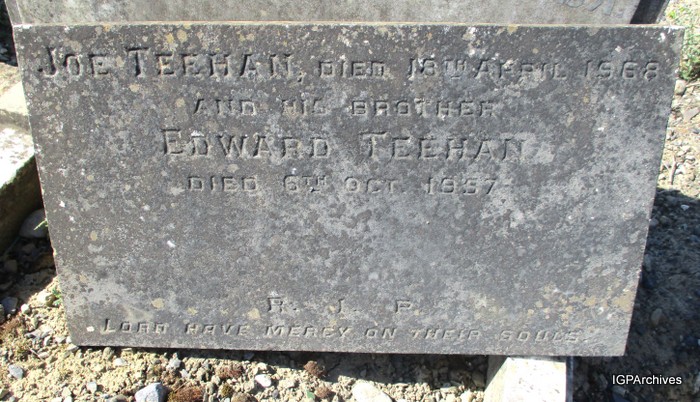 Joe Teehan, died 18th April 1968
and his brother
Edward Teehan
died 6th Oct. 1957
R. I. P.
Lord have mercy on their souls.
IGPArchives